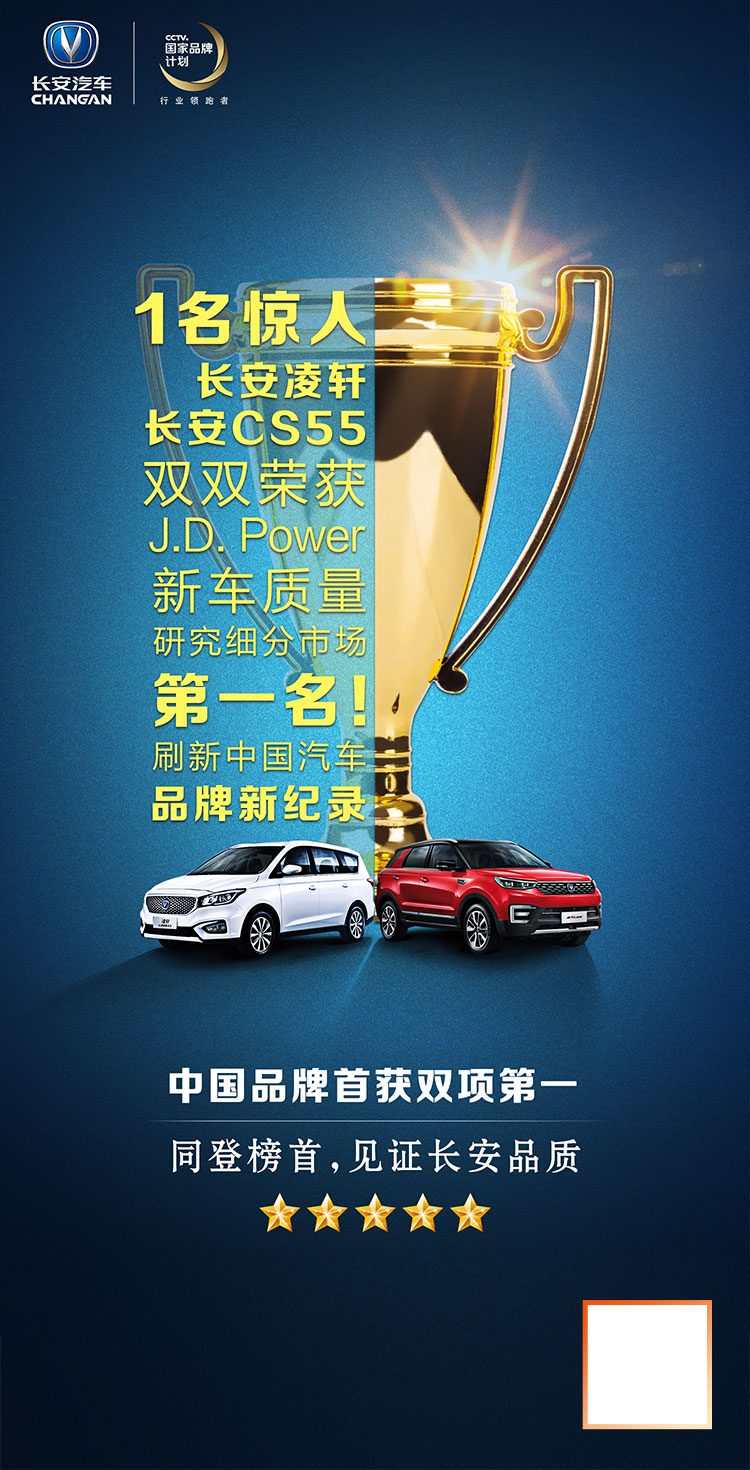 长安汽车
CHANGAN
CCTV.
国家品牌
计划
行业领跑者
1名惊人
长安凌轩
长安CS55
双双荣获
J.D. Power
新车质量
研究细分市场
第一名!
刷新中国汽车
品牌新纪录
中国品牌首获双项第一
同登榜首,见证长安品质